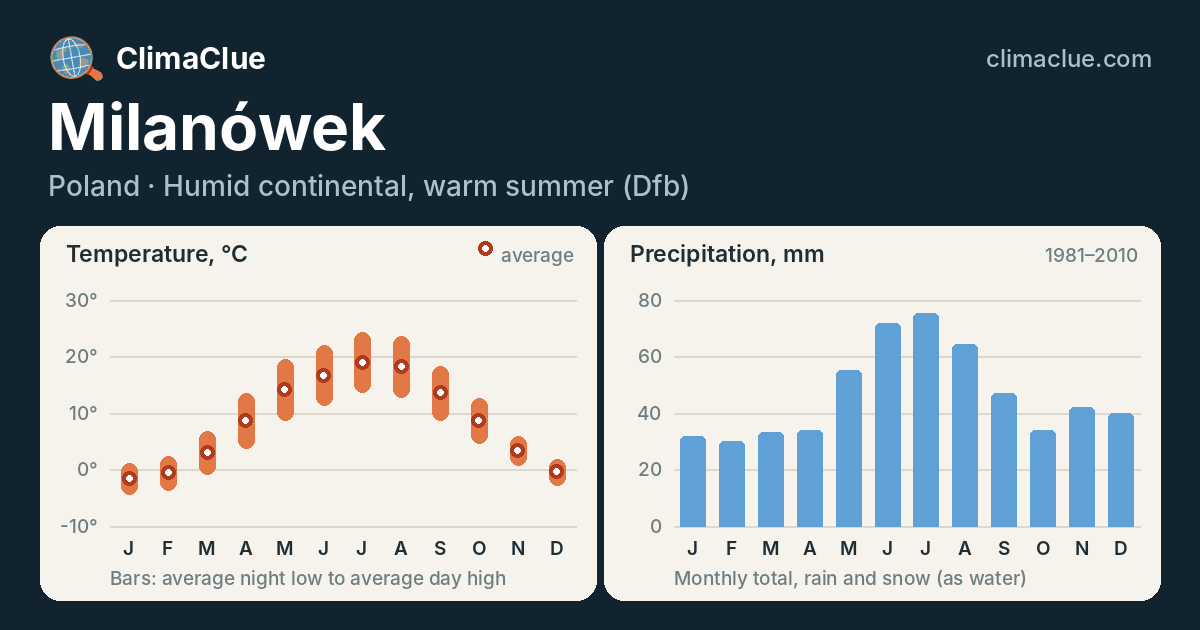 ClimaClue
climaclue.com
Milanówek
Poland · Humid continental, warm summer (Dfb)
Temperature, °C
average
30°
20°
10°
0°
-10°
J F M A M J J A S O N D
Bars: average night low to average day high
Precipitation, mm
1981–2010
80
60
40
20
0
J F M A M J J A S O N D
Monthly total, rain and snow (as water)